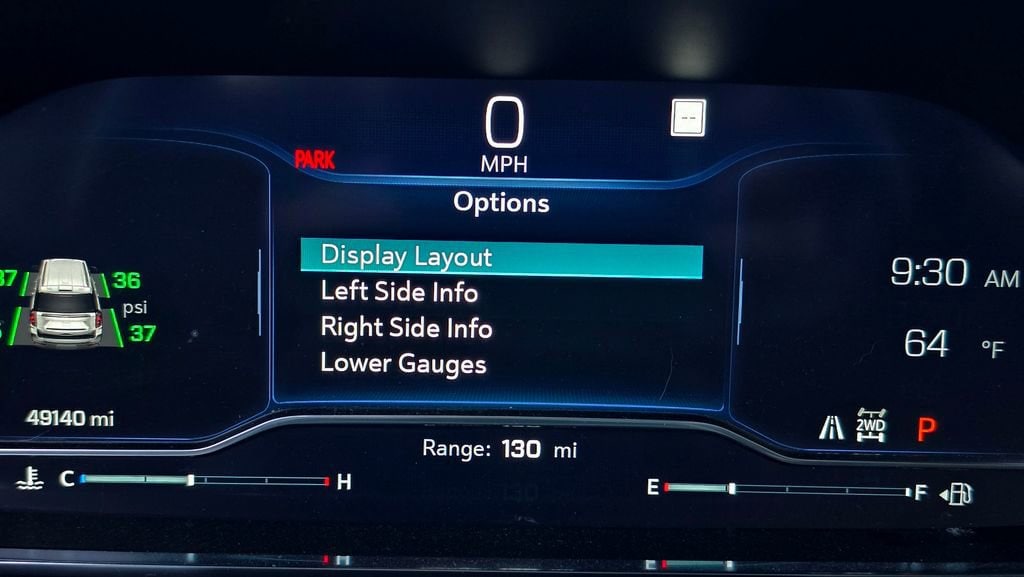 0
--
MPH
PARK
Options
Display Layout
Left Side Info
Right Side Info
Lower Gauges
37 36
psi
37
49140 mi
9:30 AM
64 °F
2WD P
Range: 130 mi
C H
E F